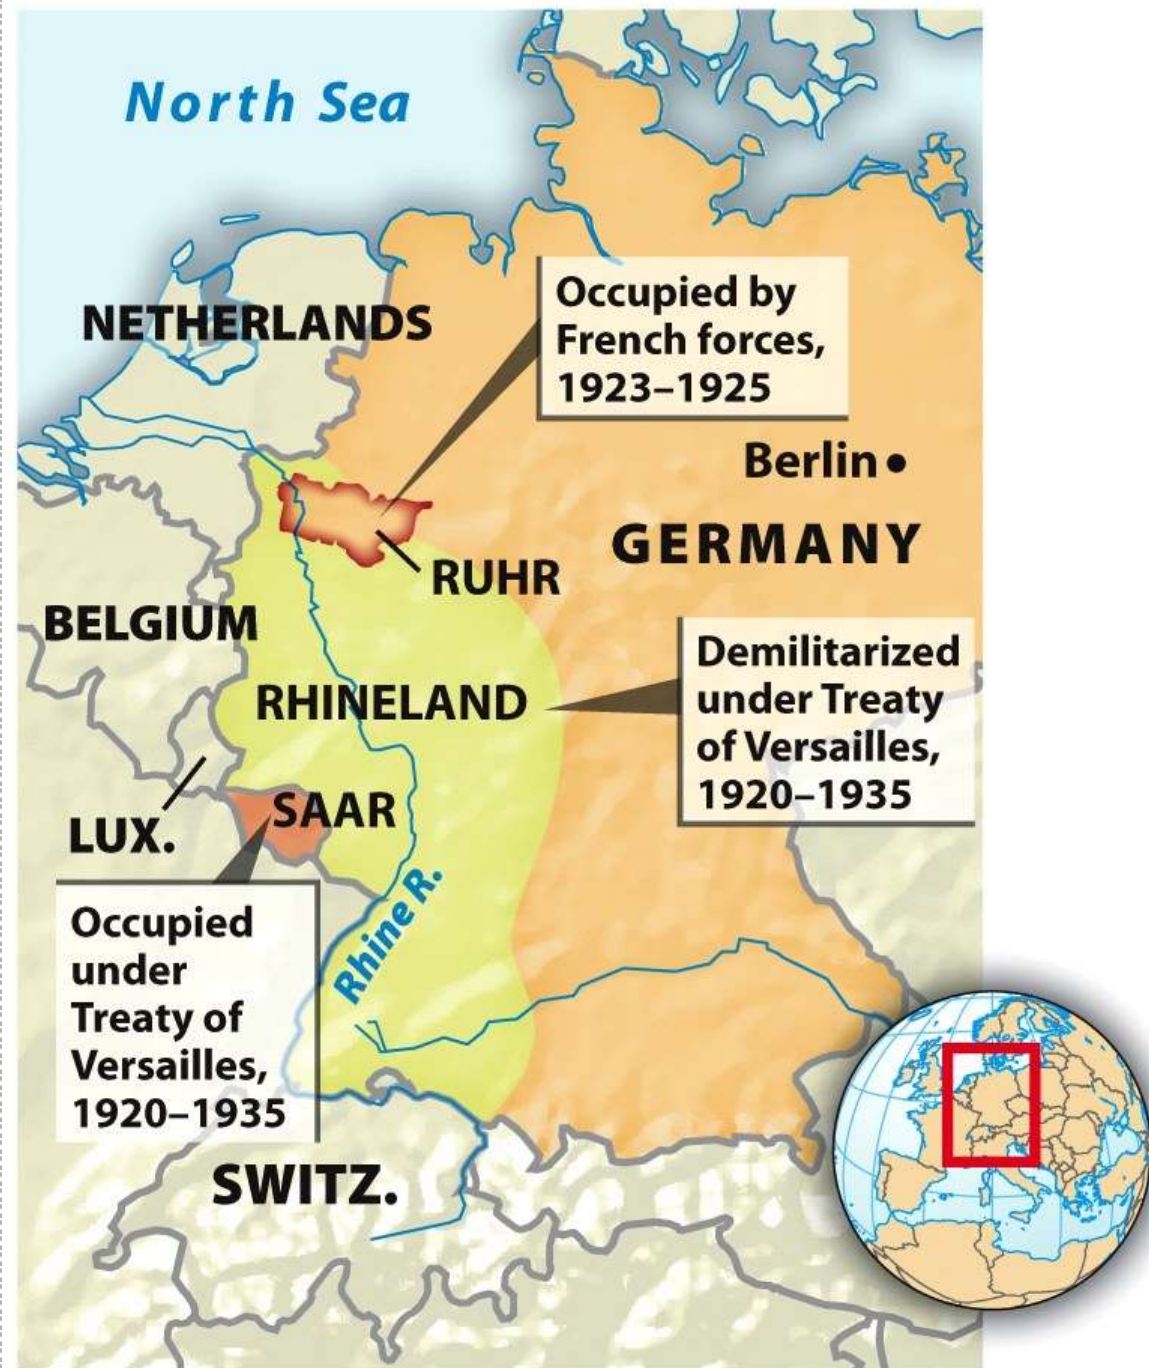 North Sea
NETHERLANDS
Occupied by
French forces,
1923–1925
Berlin
GERMANY
RUHR
BELGIUM
RHINELAND
Demilitarized
under Treaty
of Versailles,
1920–1935
SAAR
LUX.
Rhine R.
Occupied
under
Treaty of
Versailles,
1920–1935
SWITZ.